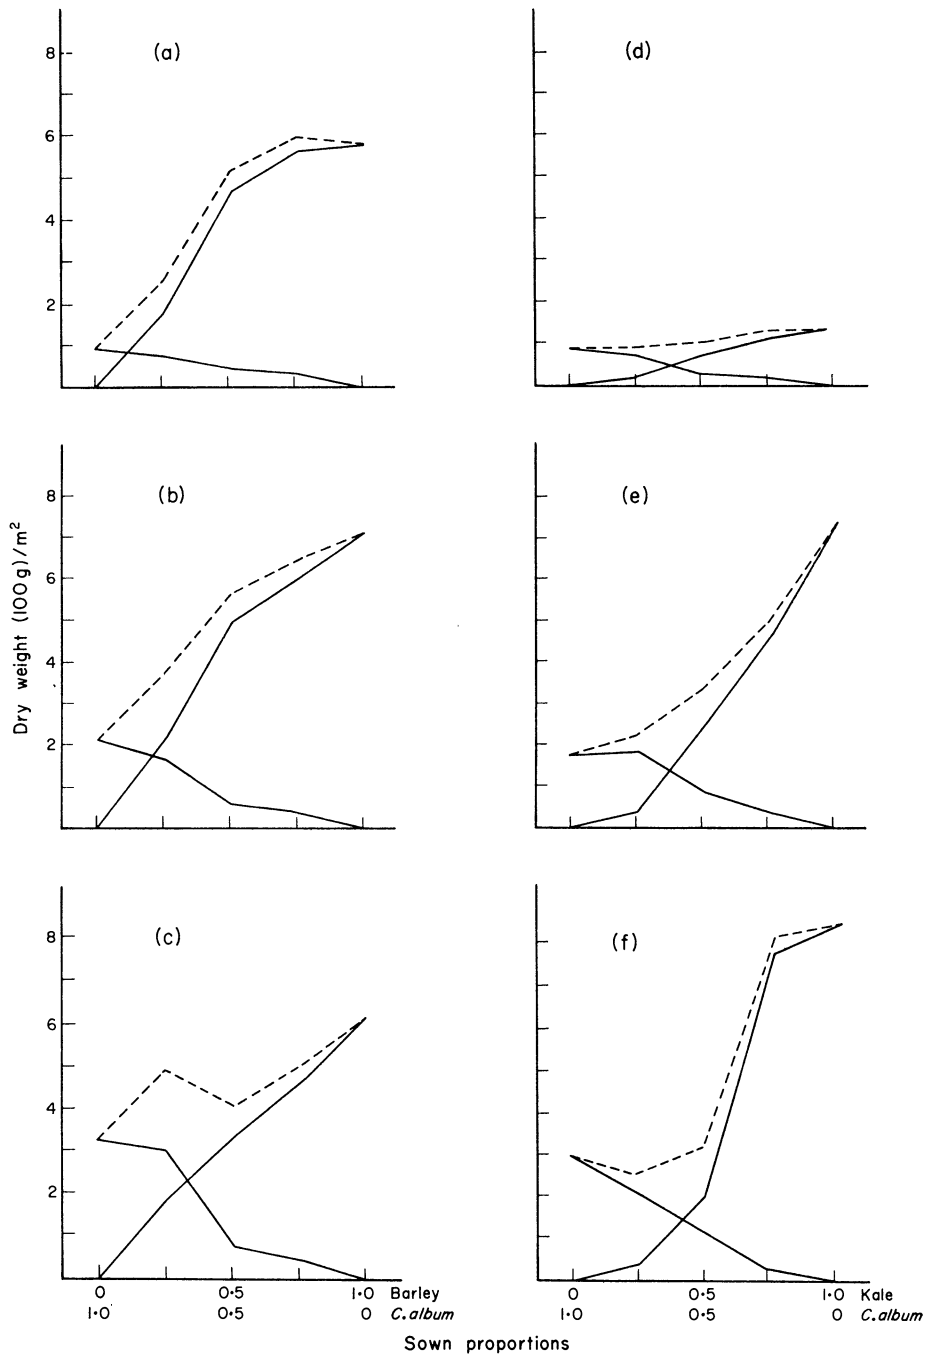 (a)
8
6
4
2
(d)
(b)
8
6
4
2
(e)
Dry weight (100g)/m²
(c)
8
6
4
2
(f)
0 0·5 1·0 Barley
1·0 0·5 0 C.album
0 0·5 1·0 Kale
1·0 0·5 0 C.album
Sown proportions